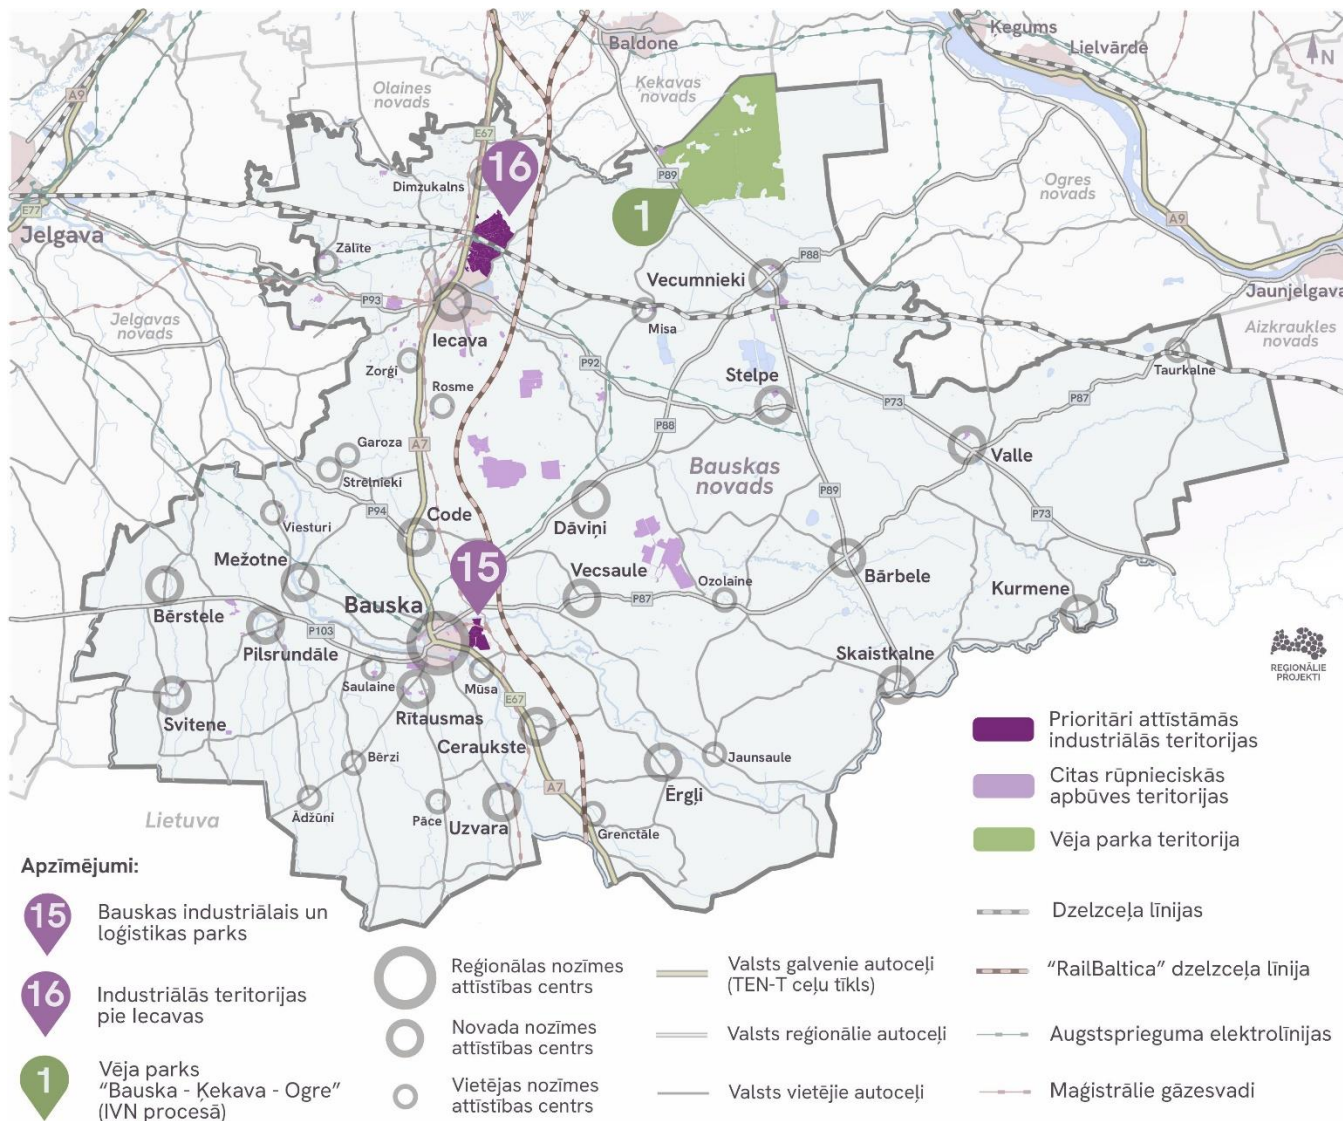 Baldone
Ķegums
Lielvārde
N
Ķekavas
novads
Olaines
novads
A9
E67
16
Dimzukalns
P89
1
Ogres
novads
A9
E77
Jelgava
Zālīte
Vecumnieki
P88
Jaunjelgava
P93
Jelgavas
novads
Iecava
Misa
Aizkraukles
novads
Taurkalne
Zorģi
P92
Stelpe
Rosme
P73
P87
P88
A7
Garoza
Strēlnieki
Bauskas
novads
Valle
P94
Viesturi
Code
Dāviņi
P89
P73
Mežotne
15
Vecsaule
Ozolaine
Bārbele
Kurmene
Bērstele
Bauska
P87
P103
Pilsrundāle
Skaistkalne
REGIONĀLIE
PROJEKTI
Saulaine
Mūsa
Svitene
Rītausmas
E67
Ceraukste
Jaunsaule
Bērzi
A7
Ērgļi
Ādžūņi
Pāce
Uzvara
Grenctāle
Lietuva
Prioritāri attīstāmās
industriālās teritorijas
Citas rūpnieciskās
apbūves teritorijas
Vēja parka teritorija
Apzīmējumi:
15
Bauskas industriālais un
loģistikas parks
16
Industriālās teritorijas
pie Iecavas
1
Vēja parks
"Bauska - Ķekava - Ogre"
(IVN procesā)
Reģionālas nozīmes
attīstības centrs
Novada nozīmes
attīstības centrs
Vietējas nozīmes
attīstības centrs
Valsts galvenie autoceļi
(TEN-T ceļu tīkls)
Valsts reģionālie autoceļi
Valsts vietējie autoceļi
Dzelzceļa līnijas
"RailBaltica" dzelzceļa līnija
Augstsprieguma elektrolīnijas
Maģistrālie gāzesvadi